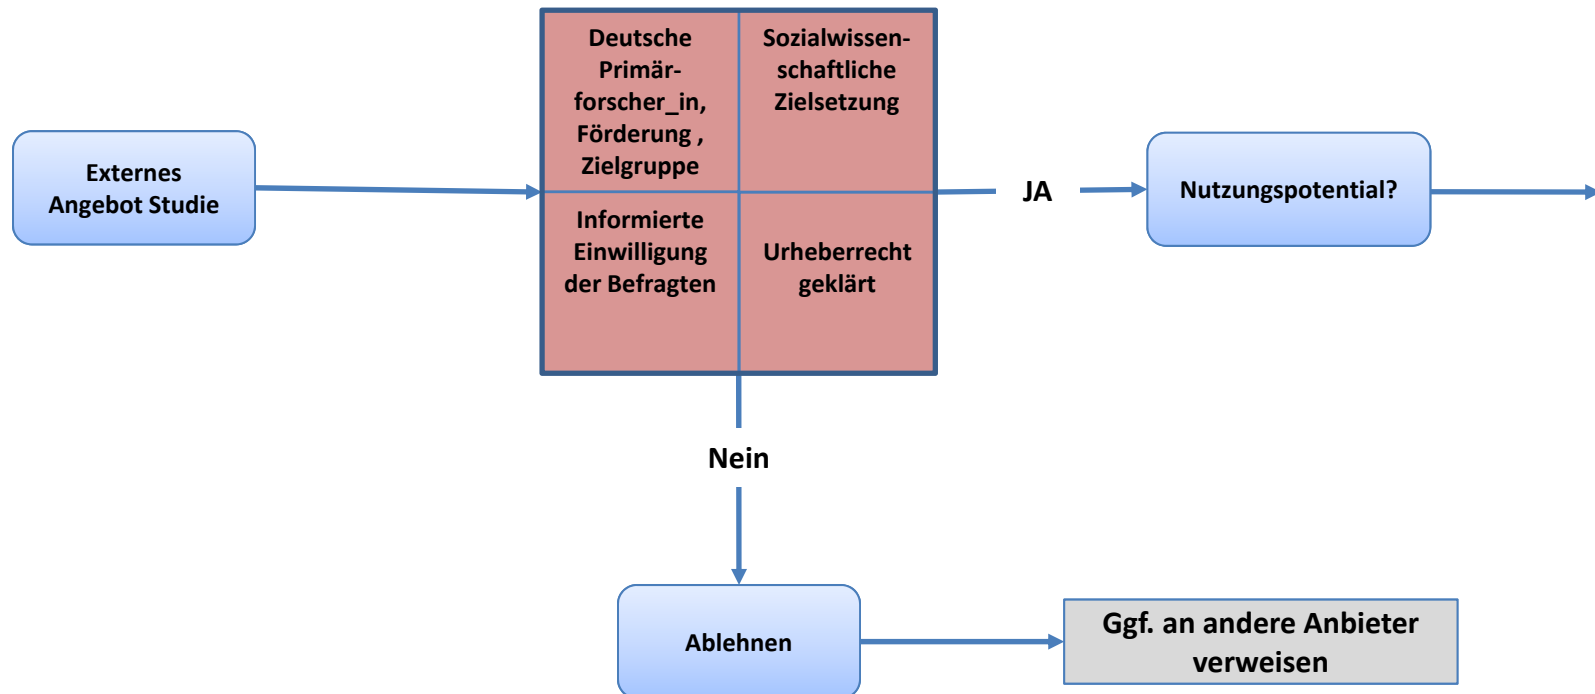 Externes
Angebot Studie
Deutsche
Primär-
forscher_in,
Förderung ,
Zielgruppe
Sozialwissen-
schaftliche
Zielsetzung
Informierte
Einwilligung
der Befragten
Urheberrecht
geklärt
JA
Nutzungspotential?
Nein
Ablehnen
Ggf. an andere Anbieter
verweisen